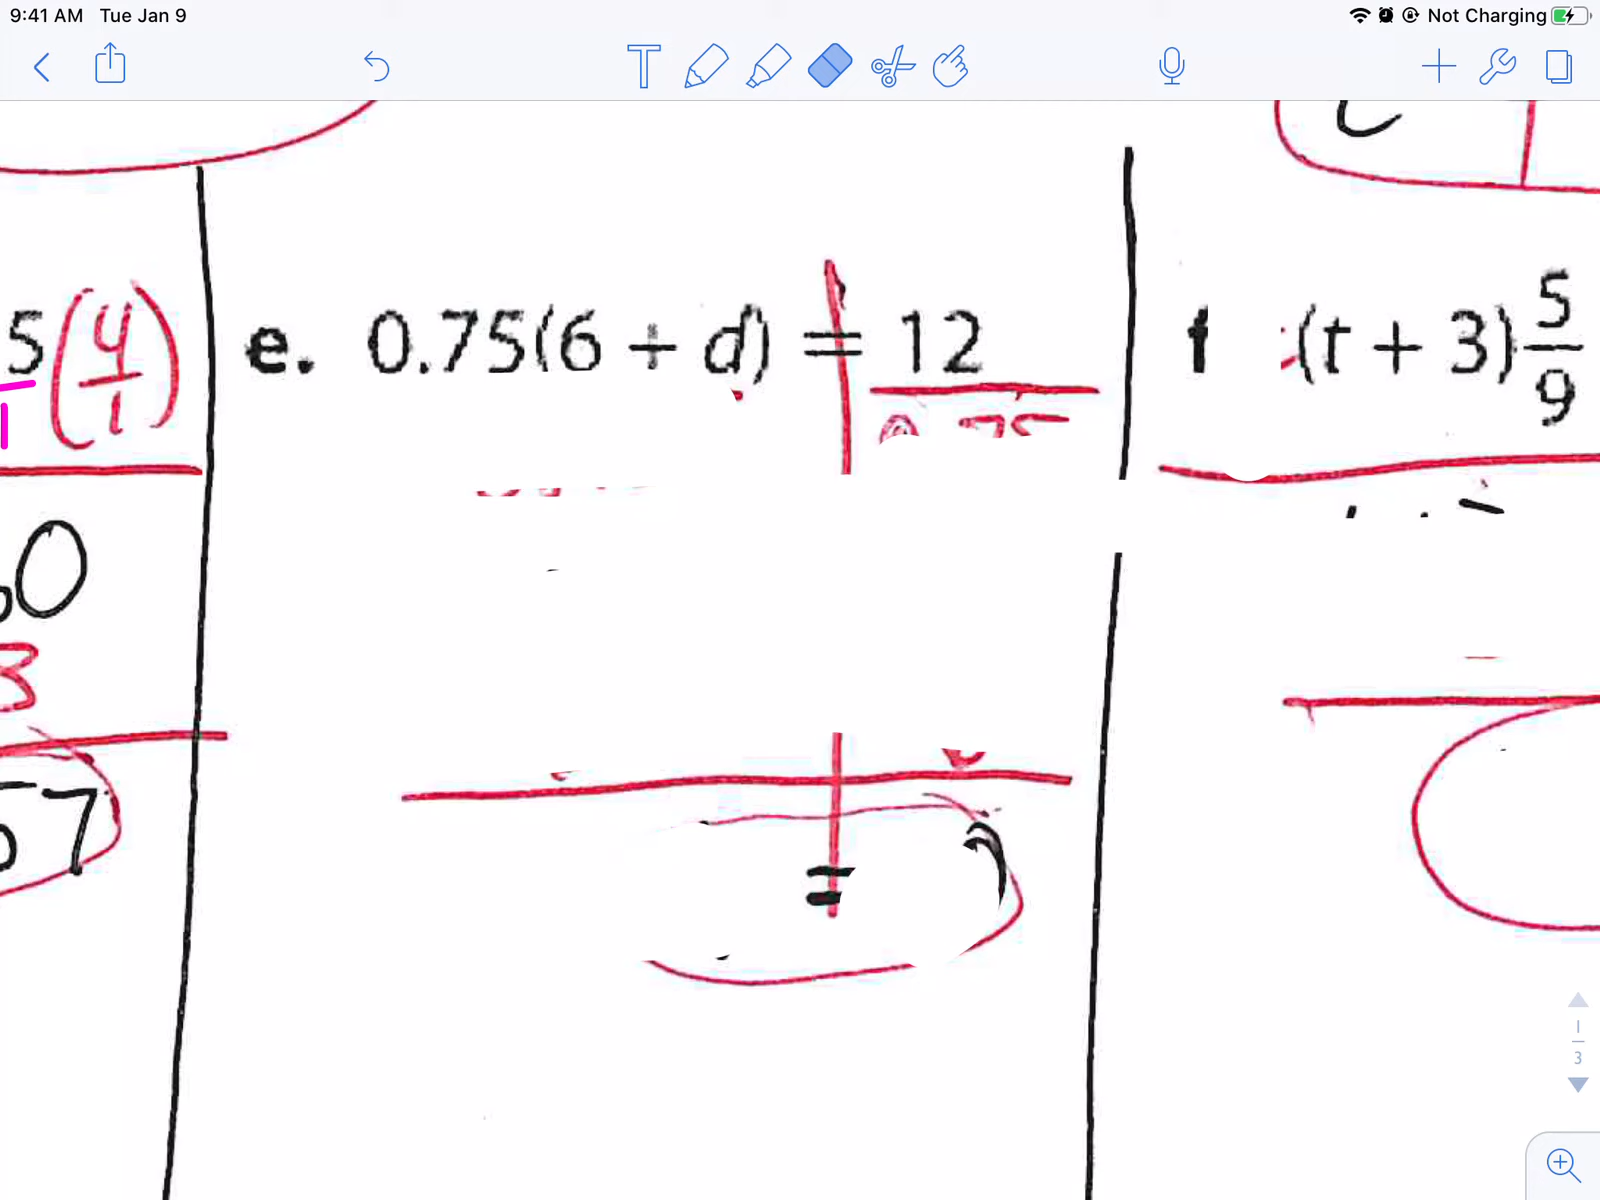 9:41 AM Tue Jan 9
Not Charging
T
5(4/1)
e. 0.75(6 + d) = 12
(t + 3)5/9
0
3
57
=
1
3